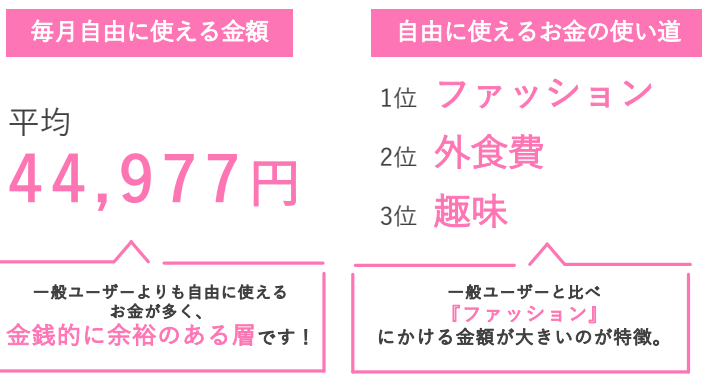 毎月自由に使える金額
平均
44,977円
一般ユーザーよりも自由に使える
お金が多く、
金銭的に余裕のある層です！
自由に使えるお金の使い道
1位 ファッション
2位 外食費
3位 趣味
一般ユーザーと比べ
『ファッション』
にかける金額が大きいのが特徴。